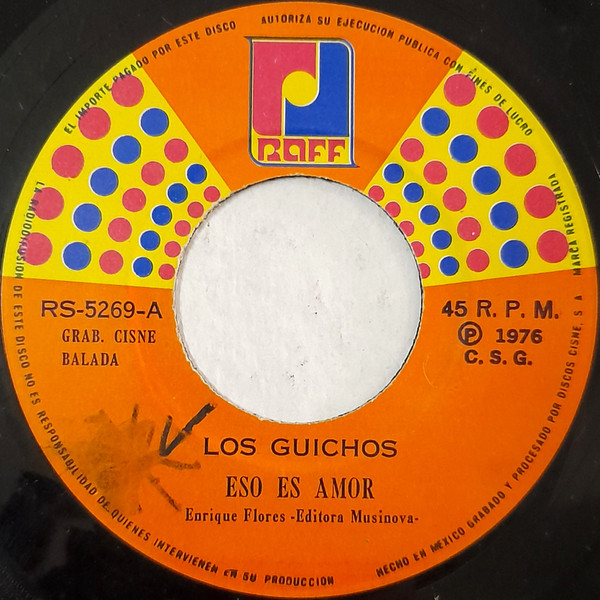 EL IMPORTE PAGADO POR ESTE DISCO AUTORIZA SU EJECUCION PUBLICA CON FINES DE LUCRO
RAFF
RS-5269-A
GRAB. CISNE
BALADA
45 R. P. M.
Ⓟ 1976
C. S. G.
LOS GUICHOS
ESO ES AMOR
Enrique Flores -Editora Musinova-
LA RADIODIFUSION DE ESTE DISCO NO ES RESPONSABILIDAD DE QUIENES INTERVIENEN EN SU PRODUCCION
HECHO EN MEXICO GRABADO Y PROCESADO POR DISCOS CISNE, S A MARCA REGISTRADA